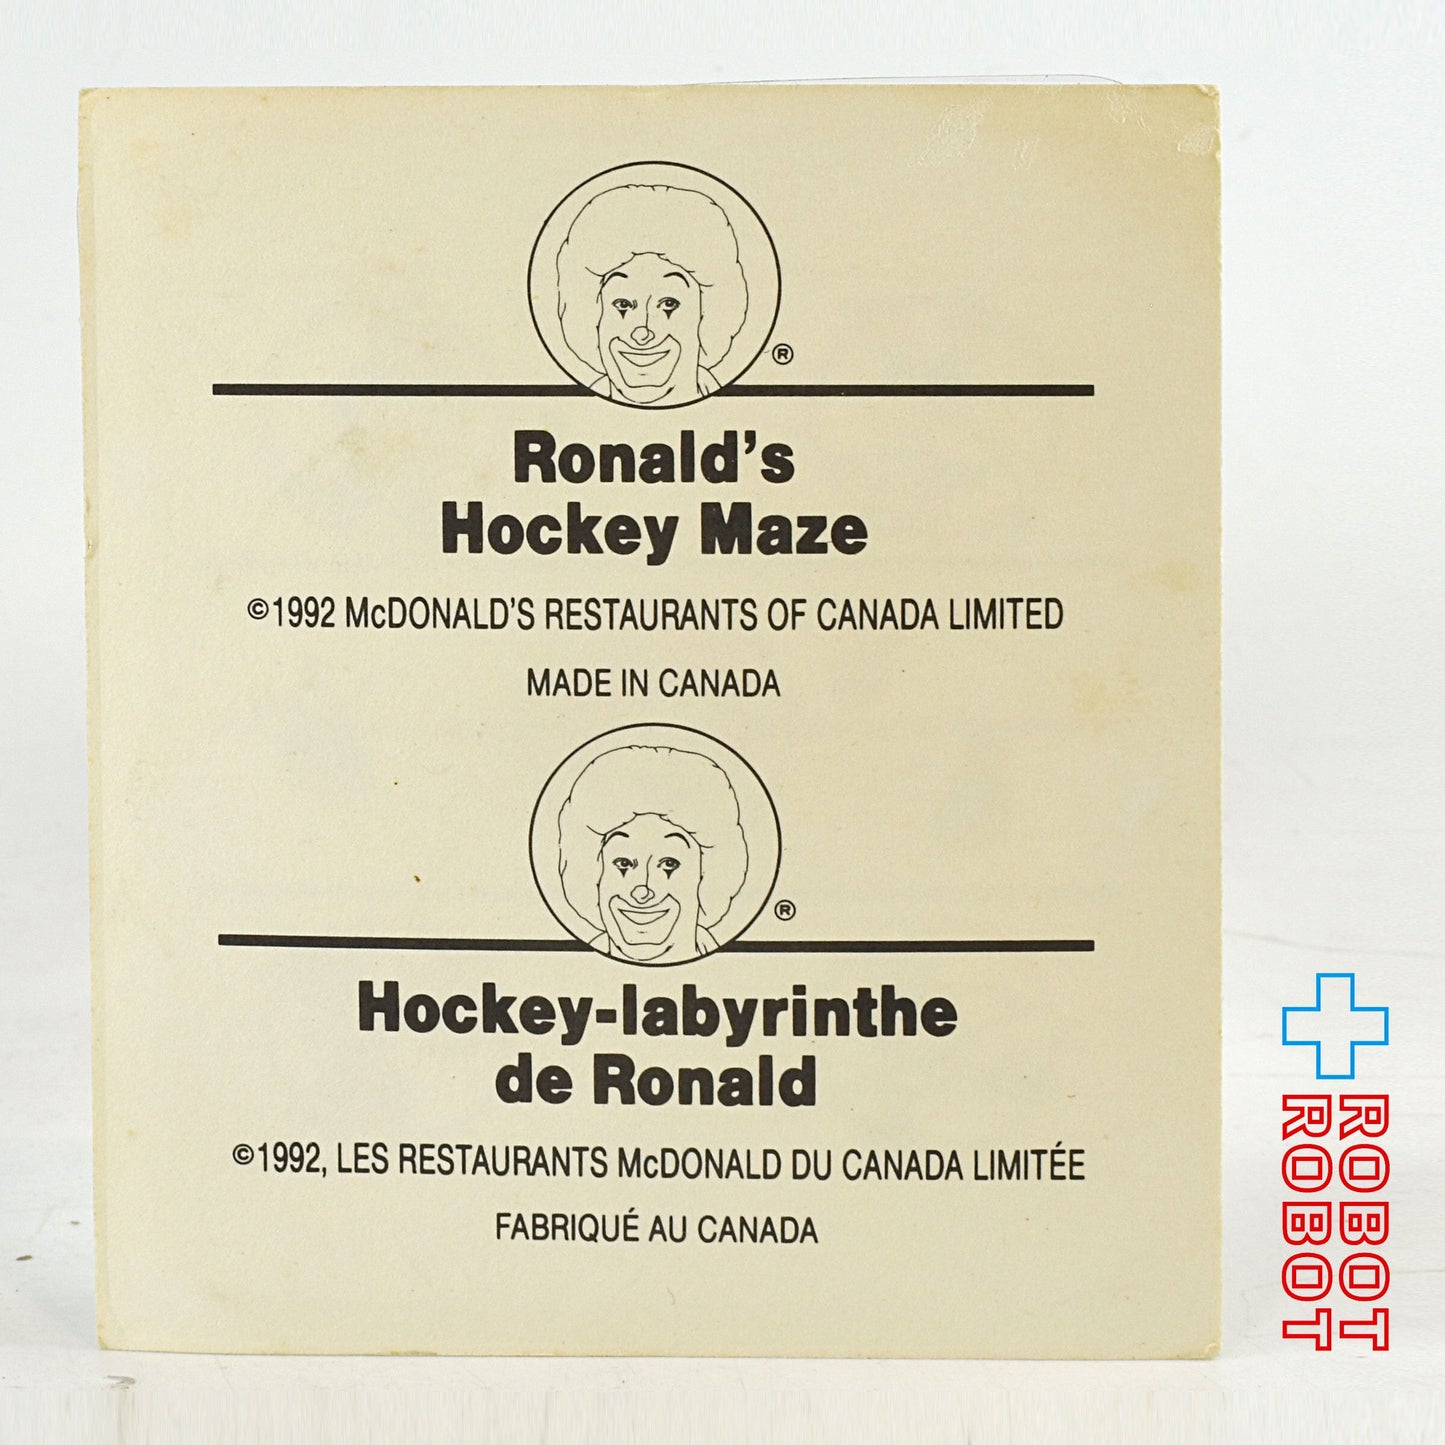 ®
Ronald's
Hockey Maze
©1992 McDONALD'S RESTAURANTS OF CANADA LIMITED
MADE IN CANADA
®
Hockey-labyrinthe
de Ronald
©1992, LES RESTAURANTS McDONALD DU CANADA LIMITÉE
FABRIQUÉ AU CANADA
ROBOT
ROBOT